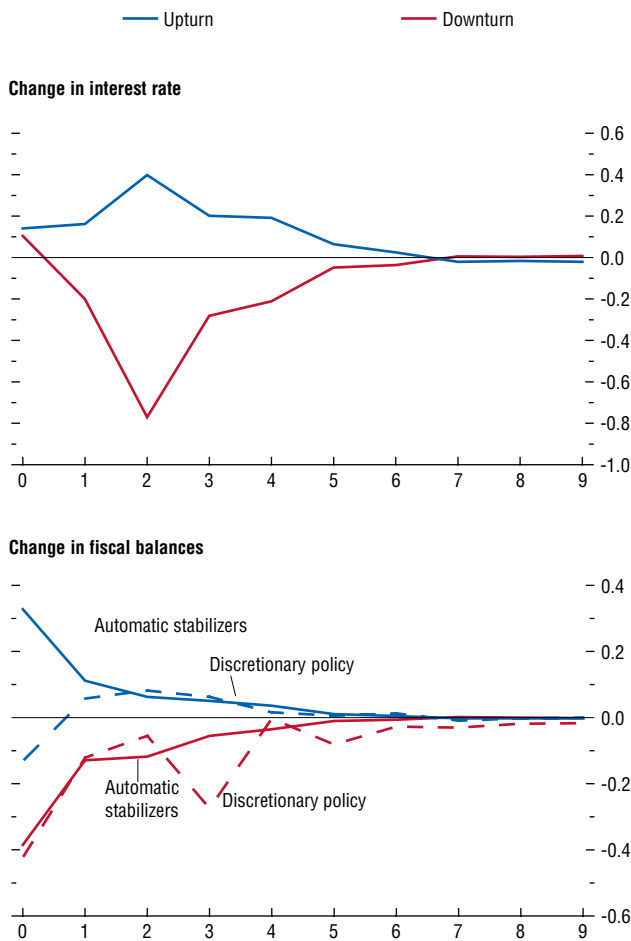 Upturn Downturn
Change in interest rate
0.6
0.4
0.2
0.0
-0.2
-0.4
-0.6
-0.8
-1.0
0 1 2 3 4 5 6 7 8 9
Change in fiscal balances
0.4
Automatic stabilizers
0.2
Discretionary policy
0.0
-0.2
Automatic
stabilizers
Discretionary policy
-0.4
-0.6
0 1 2 3 4 5 6 7 8 9